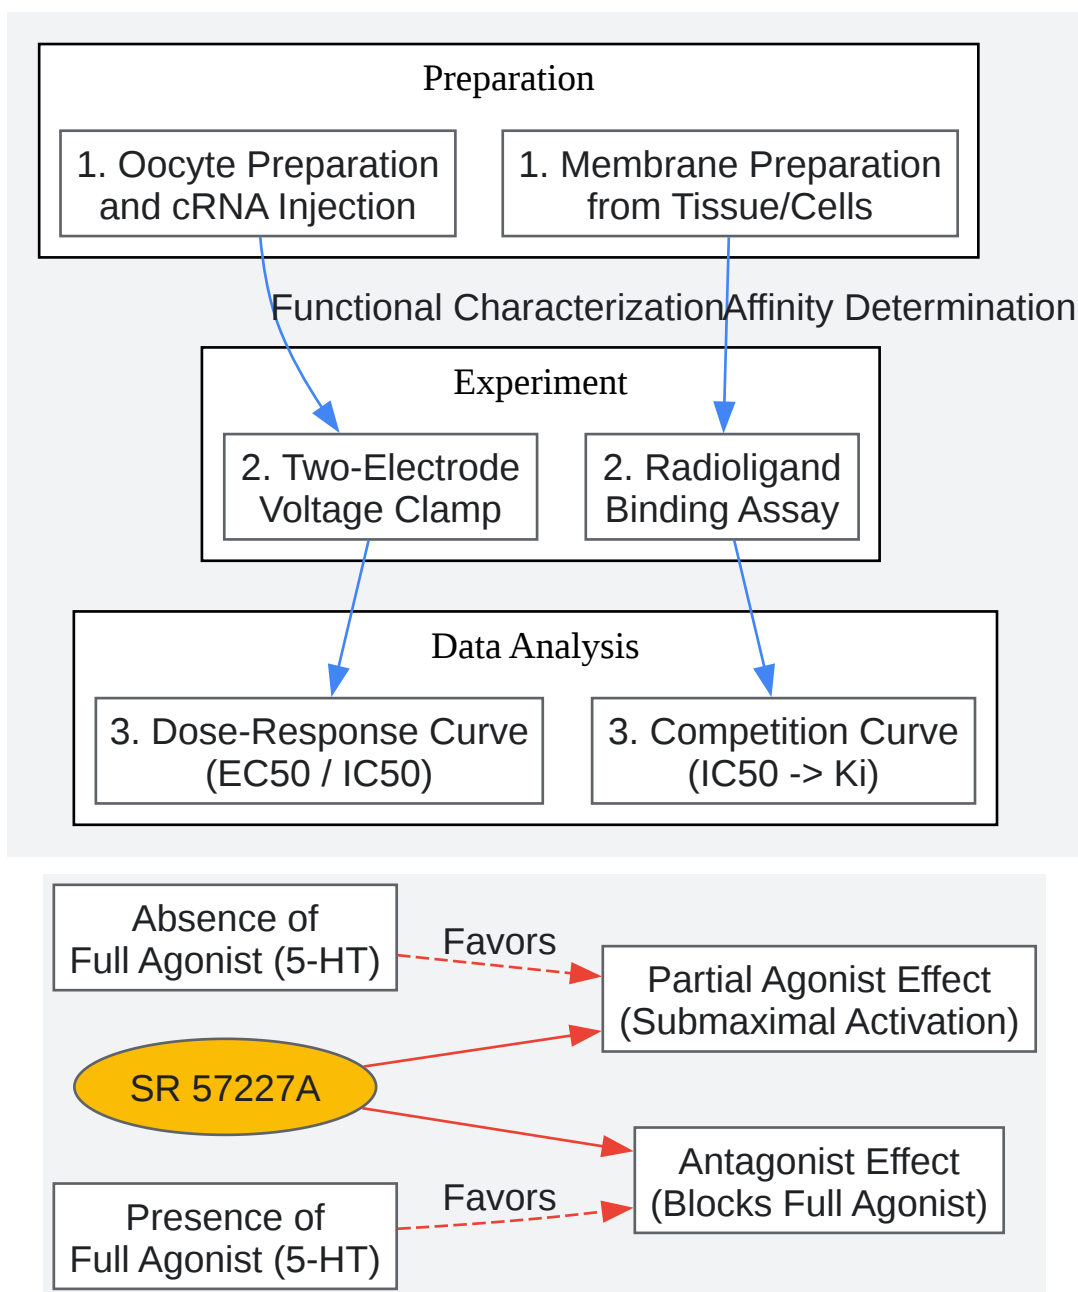 Preparation
1. Oocyte Preparation
and cRNA Injection
1. Membrane Preparation
from Tissue/Cells
Functional Characterization
Affinity Determination
Experiment
2. Two-Electrode
Voltage Clamp
2. Radioligand
Binding Assay
Data Analysis
3. Dose-Response Curve
(EC50 / IC50)
3. Competition Curve
(IC50 -> Ki)
Absence of
Full Agonist (5-HT)
Favors
Partial Agonist Effect
(Submaximal Activation)
SR 57227A
Antagonist Effect
(Blocks Full Agonist)
Favors
Presence of
Full Agonist (5-HT)